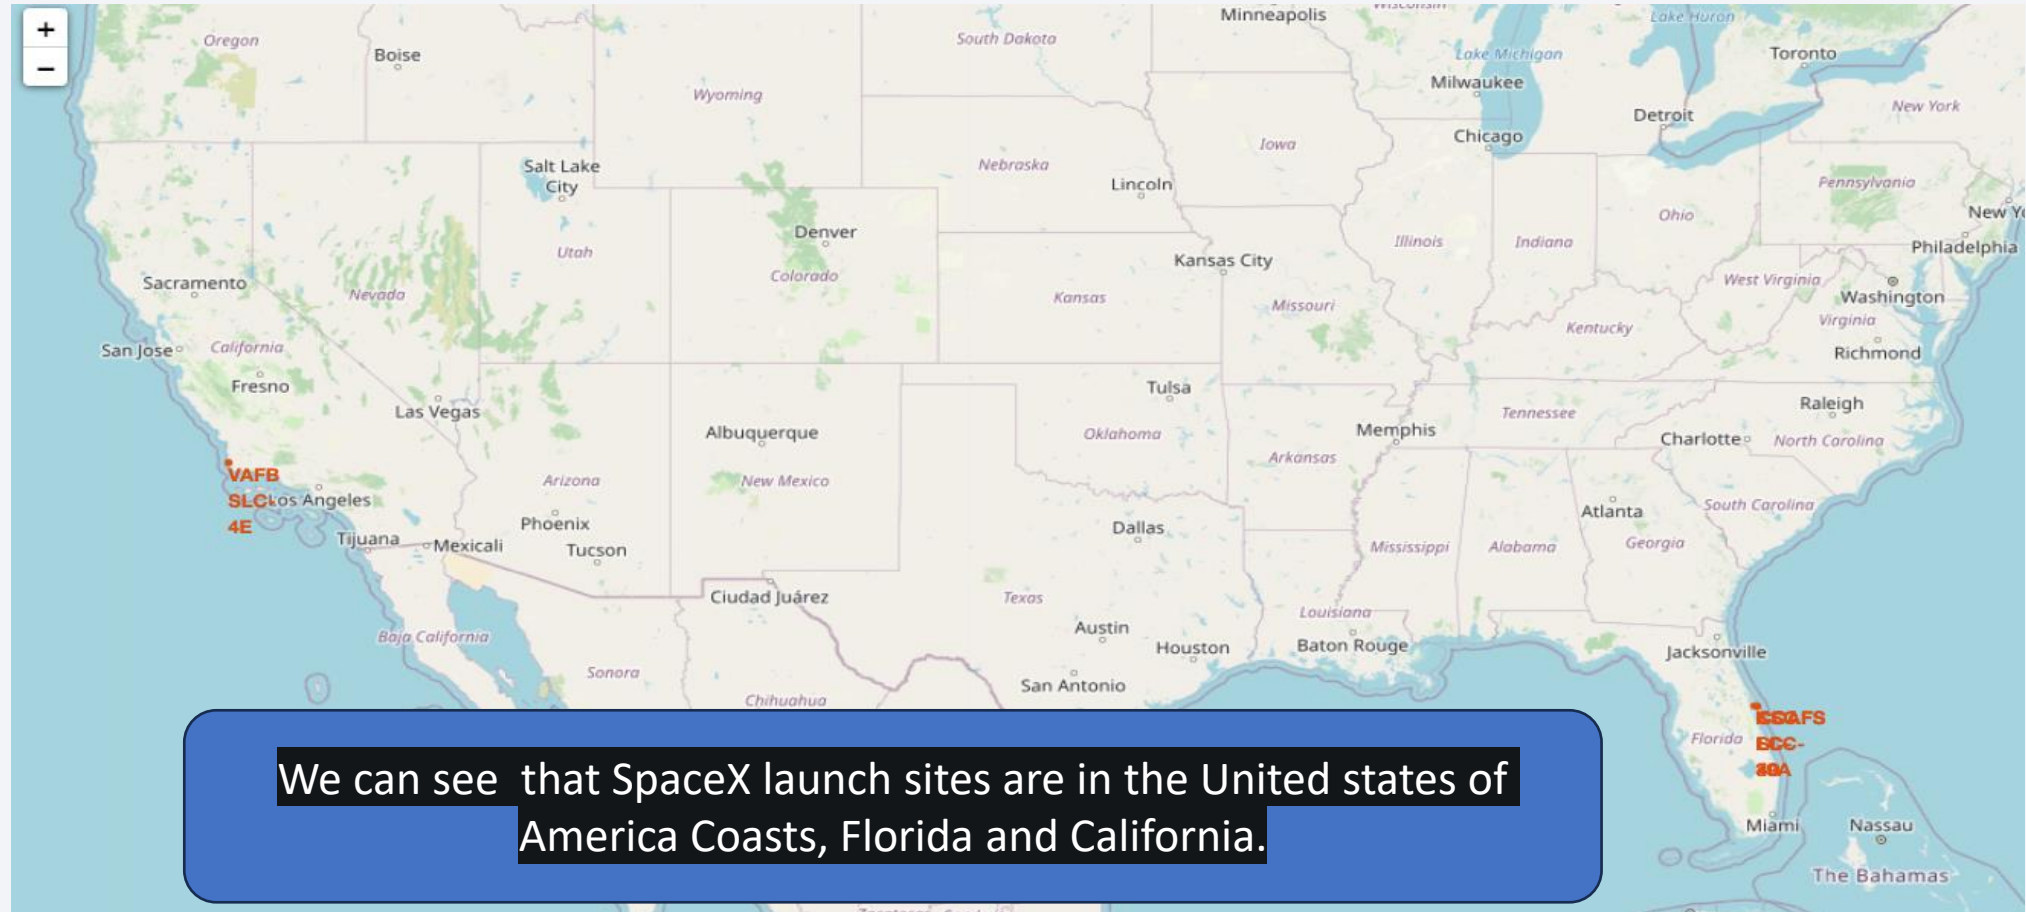 +
−
Oregon
Boise
South Dakota
Minneapolis
Wisconsin
Lake Huron
Toronto
Lake Michigan
Milwaukee
Wyoming
New York
Detroit
Chicago
Iowa
Salt Lake
City
Nebraska
Lincoln
Pennsylvania
Ohio
New Yo
Denver
Utah
Colorado
Kansas City
Illinois
Indiana
Philadelphia
Sacramento
Nevada
Kansas
Missouri
West Virginia
Washington
Virginia
Kentucky
San Jose
California
Richmond
Fresno
Las Vegas
Tulsa
Raleigh
Tennessee
Albuquerque
Oklahoma
Memphis
Charlotte
North Carolina
Arkansas
VAFB
SLC-
4E
Los Angeles
Arizona
New Mexico
South Carolina
Atlanta
Phoenix
Dallas
Tijuana
Mexicali
Tucson
Mississippi
Alabama
Georgia
Ciudad Juárez
Texas
Louisiana
Baja California
Austin
Houston
Baton Rouge
Jacksonville
Sonora
San Antonio
Chihuahua
Florida
Miami
Nassau
The Bahamas
We can see  that SpaceX launch sites are in the United states of
America Coasts, Florida and California.